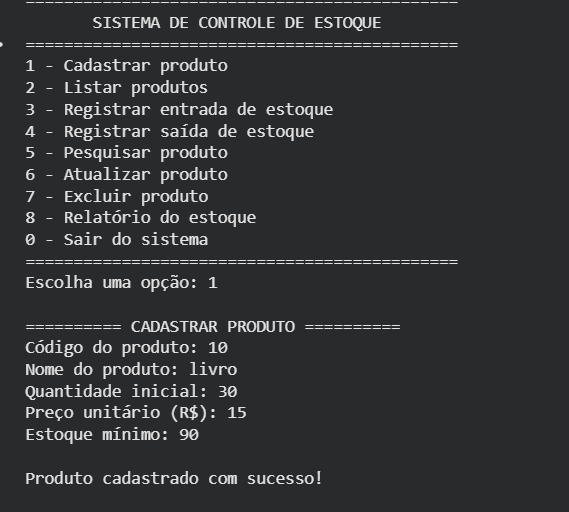 =============================================
SISTEMA DE CONTROLE DE ESTOQUE
=============================================
1 - Cadastrar produto
2 - Listar produtos
3 - Registrar entrada de estoque
4 - Registrar saída de estoque
5 - Pesquisar produto
6 - Atualizar produto
7 - Excluir produto
8 - Relatório do estoque
0 - Sair do sistema
=============================================
Escolha uma opção: 1
========== CADASTRAR PRODUTO ==========
Código do produto: 10
Nome do produto: livro
Quantidade inicial: 30
Preço unitário (R$): 15
Estoque mínimo: 90
Produto cadastrado com sucesso!